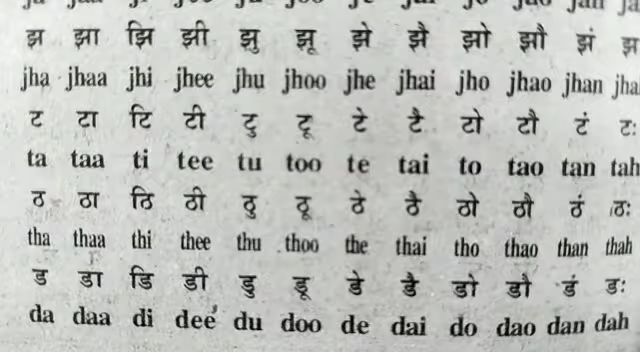 झ झा झि झी झु झू झे झै झो झौ झं झ
jha jhaa jhi jhee jhu jhoo jhe jhai jho jhao jhan jha
ट टा टि टी टु टू टे टै टो टौ टं टः
ta taa ti tee tu too te tai to tao tan tah
ठ ठा ठि ठी ठु ठू ठे ठै ठो ठौ ठं ठः
tha thaa thi thee thu thoo the thai tho thao than thah
ड डा डि डी डु डू डे डै डो डौ डं डः
da daa di dee du doo de dai do dao dan dah